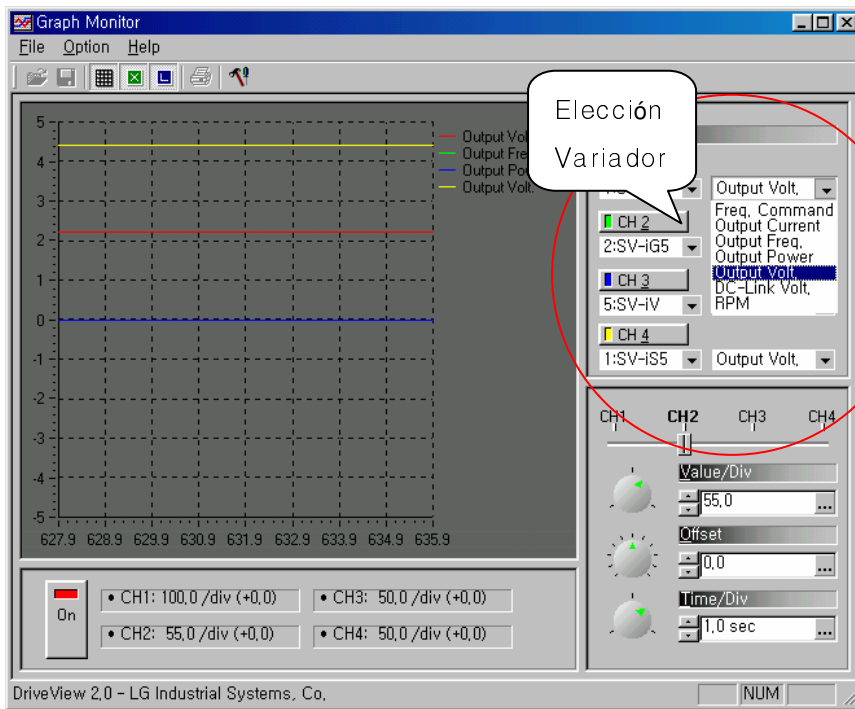 Graph Monitor
File Option Help
Elección
Variador
5
4
3
2
1
0
-1
-2
-3
-4
-5
627.9 628.9 629.9 630.9 631.9 632.9 633.9 634.9 635.9
Output
Output
Output
Output Volt.
Output Volt.
Freq. Command
Output Current
Output Freq.
Output Power
Output Volt.
DC-Link Volt.
RPM
CH 2
2:SV-iG5
CH 3
5:SV-iV
CH 4
1:SV-iS5 Output Volt.
CH1 CH2 CH3 CH4
Value/Div
55,0 ...
Offset
0,0 ...
Time/Div
1,0 sec ...
On
• CH1: 100,0 /div (+0,0) • CH3: 50,0 /div (+0,0)
• CH2: 55,0 /div (+0,0) • CH4: 50,0 /div (+0,0)
DriveView 2,0 - LG Industrial Systems, Co, NUM